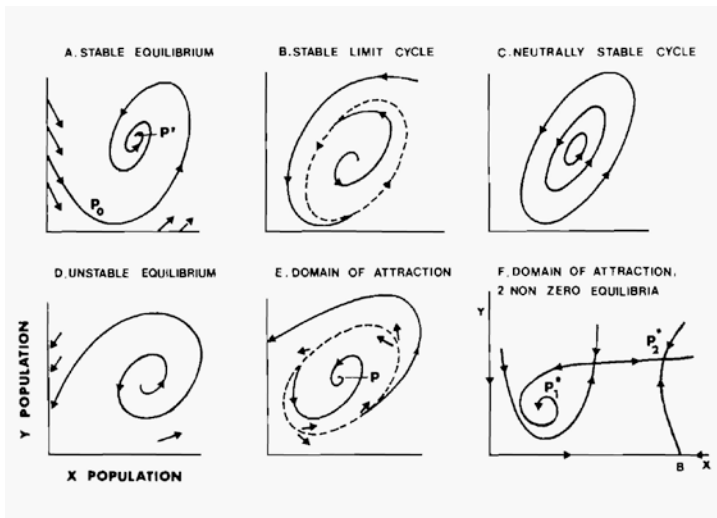 A. STABLE EQUILIBRIUM
B. STABLE LIMIT CYCLE
C. NEUTRALLY STABLE CYCLE
P'
P₀
D. UNSTABLE EQUILIBRIUM
E. DOMAIN OF ATTRACTION
F. DOMAIN OF ATTRACTION,
2 NON ZERO EQUILIBRIA
Y
P₂*
P
P₁*
B
X
Y POPULATION
X POPULATION